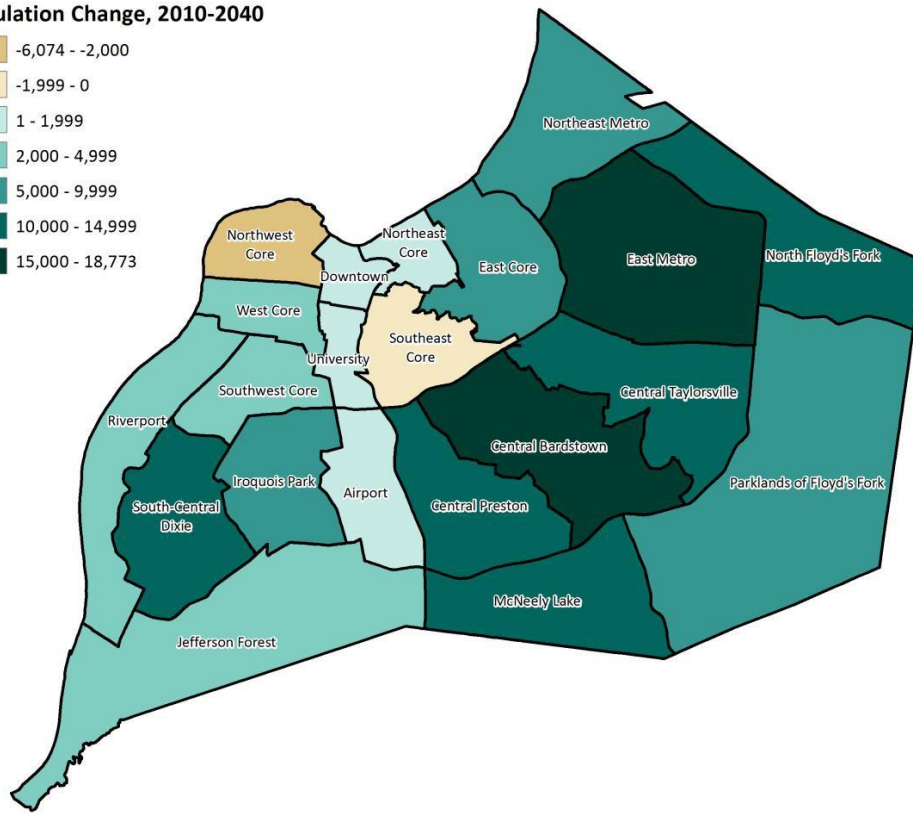 ulation Change, 2010-2040
-6,074 - -2,000
-1,999 - 0
1 - 1,999
2,000 - 4,999
5,000 - 9,999
10,000 - 14,999
15,000 - 18,773
Northeast Metro
Northwest
Core
Northeast
Core
Downtown
East Core
East Metro
North Floyd's Fork
West Core
Southeast
Core
University
Southwest Core
Central Taylorsville
Riverport
Central Bardstown
Iroquois Park
Airport
Parklands of Floyd's Fork
South-Central
Dixie
Central Preston
McNeely Lake
Jefferson Forest